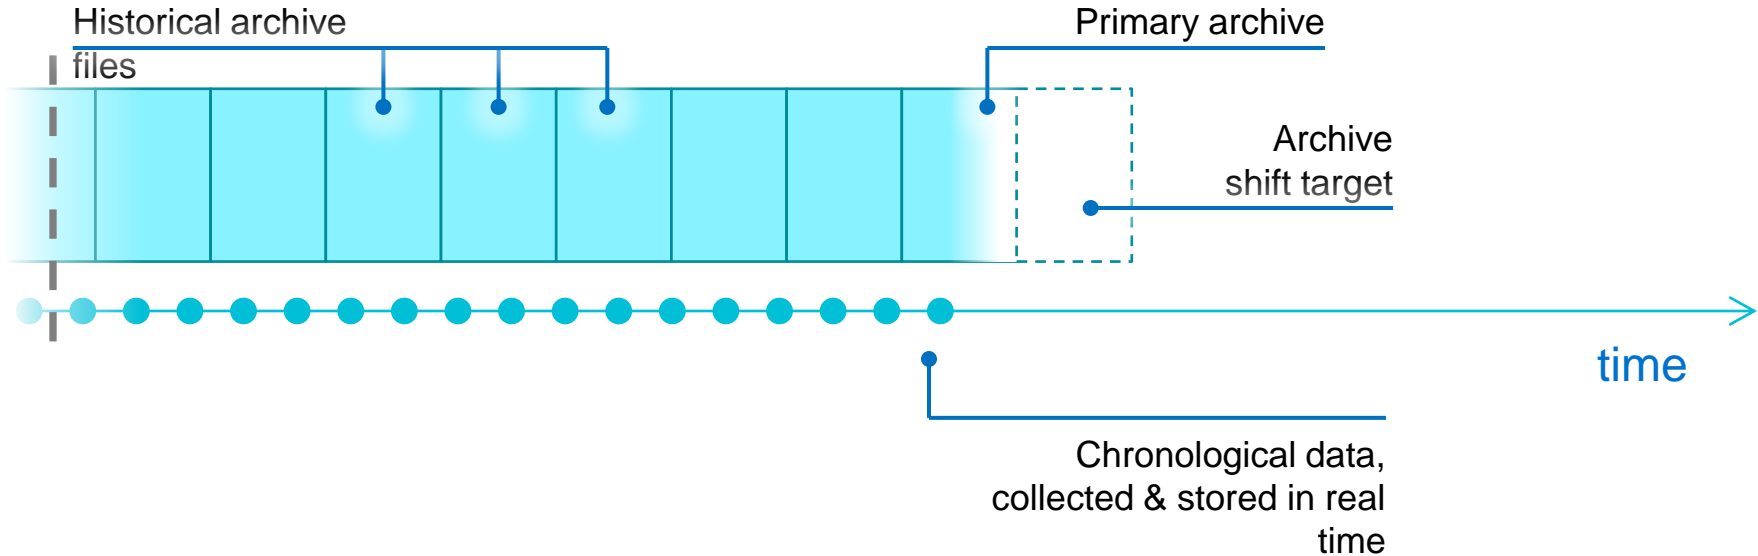 Historical archive
files
Primary archive
Archive
shift target
time
Chronological data,
collected & stored in real
time